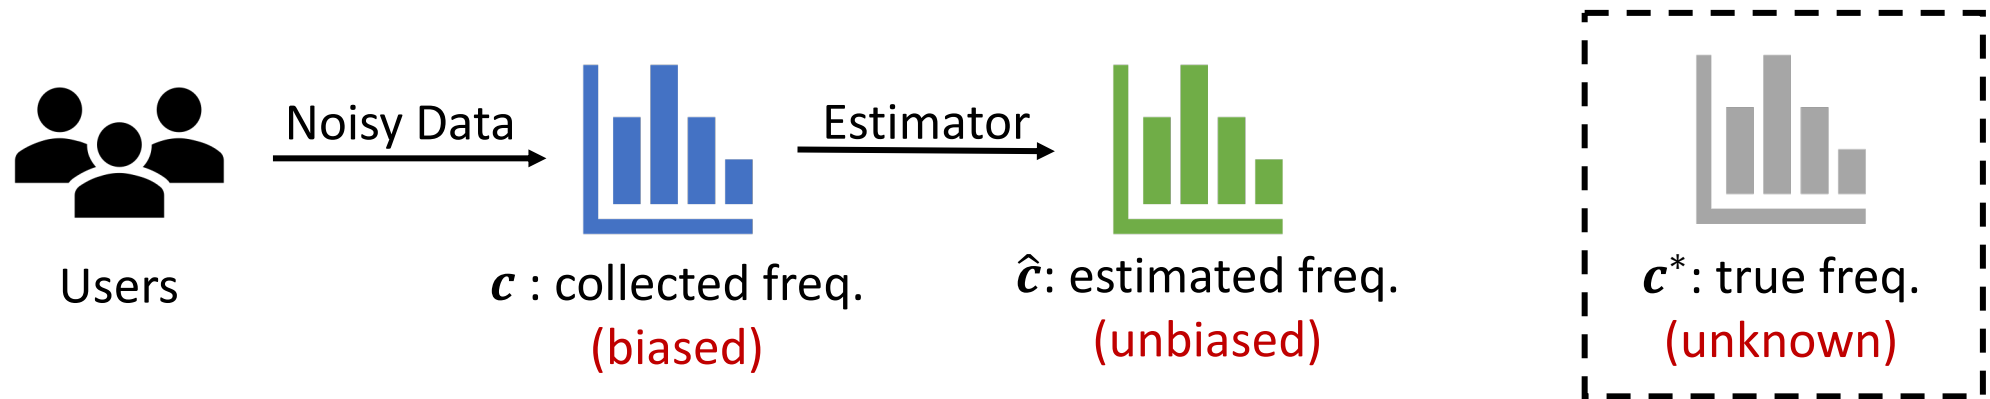 Noisy Data
Estimator
Users
c : collected freq.
(biased)
ĉ: estimated freq.
(unbiased)
c*: true freq.
(unknown)